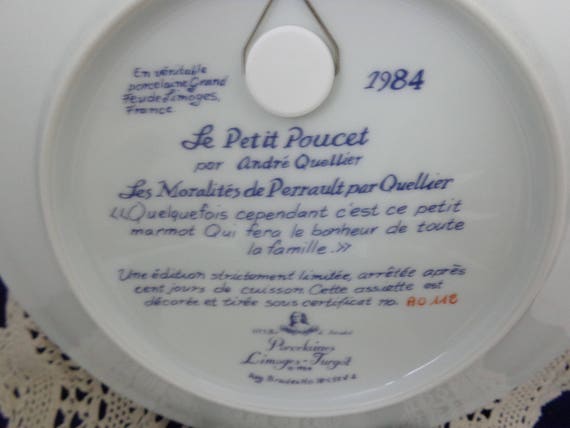 En véritable
porcelaine Grand
Feu de Limoges,
France.
1984
Le Petit Poucet
par André Quellier
Les Moralités de Perrault par Quellier
«Quelquefois cependant c'est ce petit
marmot Qui fera le bonheur de toute
la famille.»
Une édition strictement limitée, arrêtée après
cent jours de cuisson. Cette assiette est
décorée et tirée sous certificat no. AO 112
Porcelaines
Limoges-Turgot